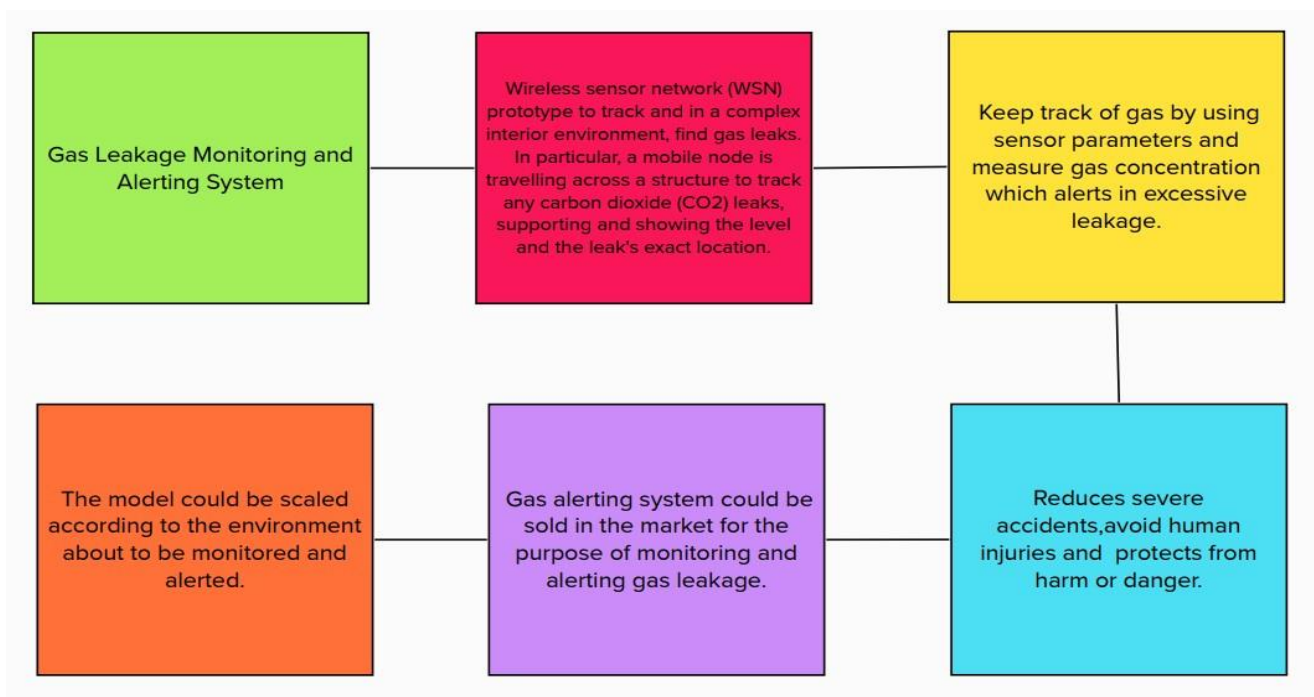 Gas Leakage Monitoring and
Alerting System
Wireless sensor network (WSN)
prototype to track and in a complex
interior environment, find gas leaks.
In particular, a mobile node is
travelling across a structure to track
any carbon dioxide (CO2) leaks,
supporting and showing the level
and the leak's exact location.
Keep track of gas by using
sensor parameters and
measure gas concentration
which alerts in excessive
leakage.
Reduces severe
accidents,avoid human
injuries and protects from
harm or danger.
Gas alerting system could be
sold in the market for the
purpose of monitoring and
alerting gas leakage.
The model could be scaled
according to the environment
about to be monitored and
alerted.